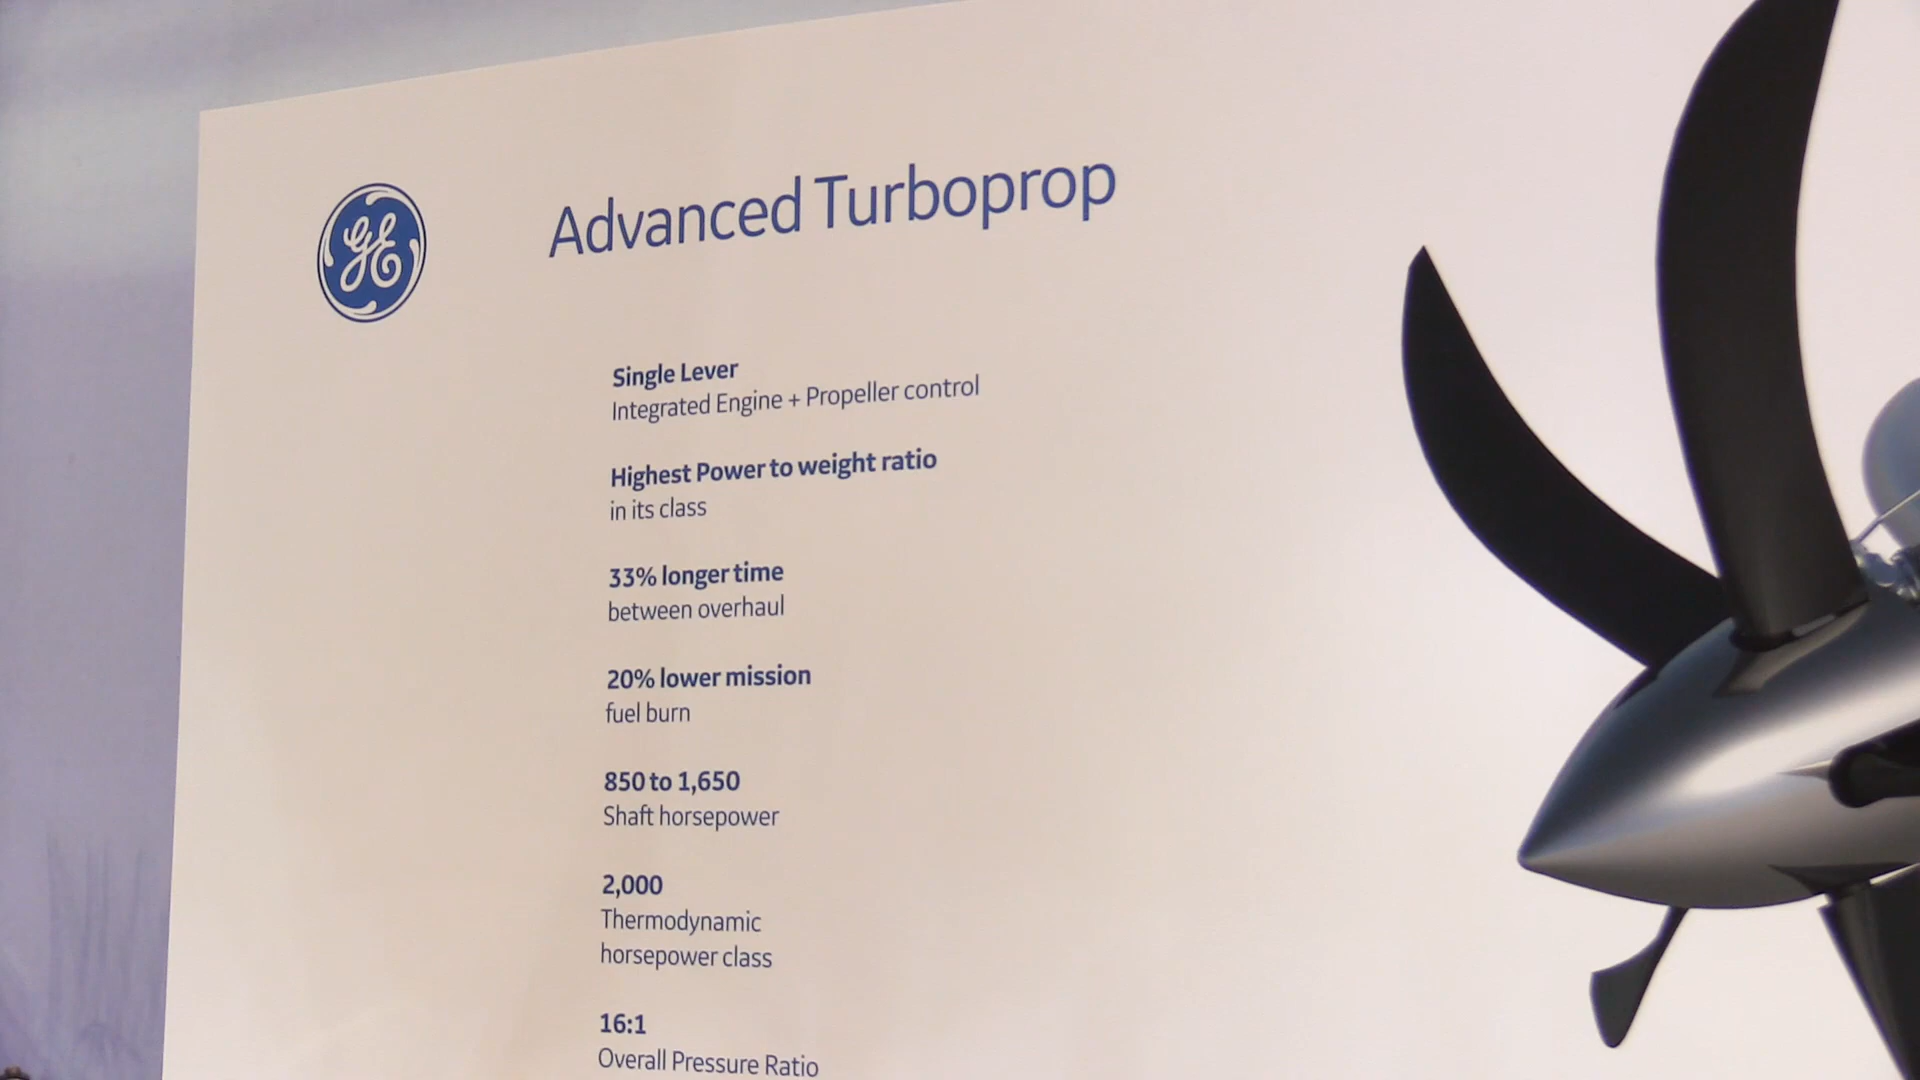 GE
Advanced Turboprop
Single Lever
Integrated Engine + Propeller control
Highest Power to weight ratio
in its class
33% longer time
between overhaul
20% lower mission
fuel burn
850 to 1,650
Shaft horsepower
2,000
Thermodynamic
horsepower class
16:1
Overall Pressure Ratio